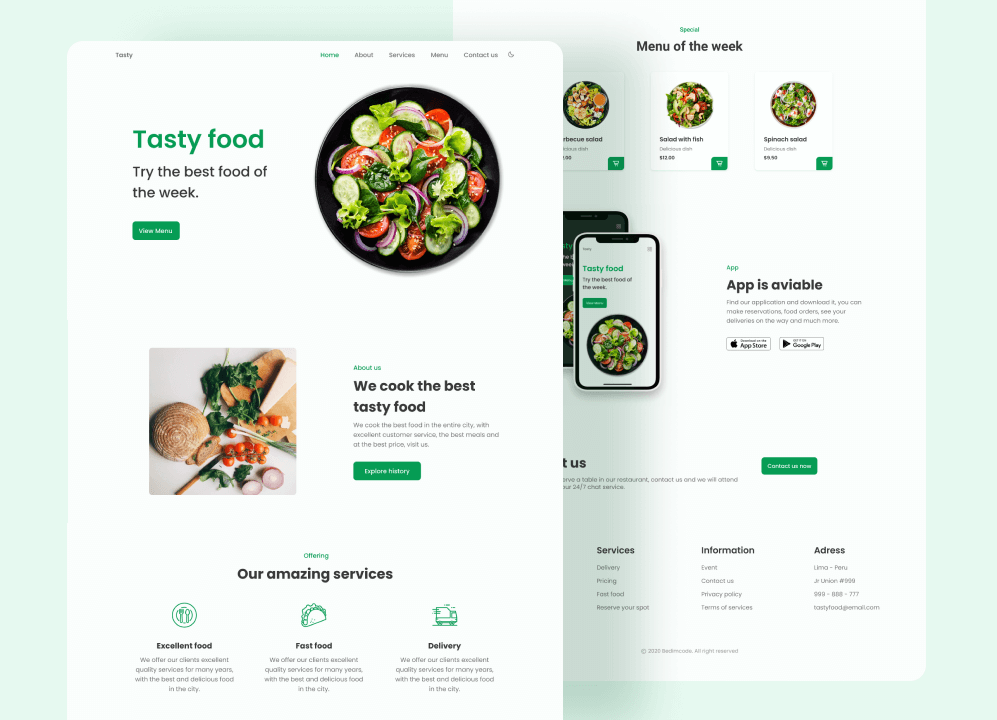 Tasty
Home About Services Menu Contact us
Tasty food
Try the best food of
the week.
View Menu
About us
We cook the best
tasty food
We cook the best food in the entire city, with
excellent customer service, the best meals and
at the best price, visit us.
Explore history
Offering
Our amazing services
Excellent food
We offer our clients excellent
quality services for many years,
with the best and delicious food
in the city.
Fast food
We offer our clients excellent
quality services for many years,
with the best and delicious food
in the city.
Delivery
We offer our clients excellent
quality services for many years,
with the best and delicious food
in the city.
Special
Menu of the week
rbecue salad
icious dish
.00
Salad with fish
Delicious dish
$12.00
Spinach salad
Delicious dish
$9.50
Tasty
Tasty food
Try the best food of
the week.
View Menu
App
App is aviable
Find our application and download it, you can
make reservations, food orders, see your
deliveries on the way and much more.
Download on the
App Store
GET IT ON
Google Play
t us
erve a table in our restaurant, contact us and we will attend
our 24/7 chat service.
Contact us now
Services
Delivery
Pricing
Fast food
Reserve your spot
Information
Event
Contact us
Privacy policy
Terms of services
Adress
Lima - Peru
Jr Union #999
999 - 888 - 777
tastyfood@email.com
© 2020 Bedimcode. All right reserved